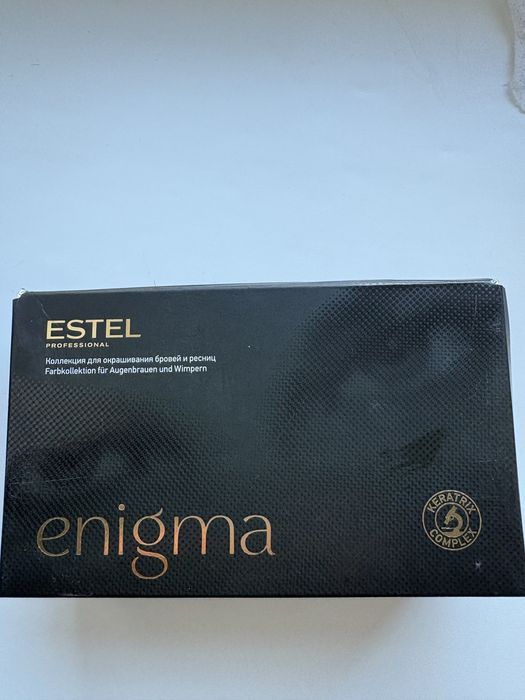 ESTEL
PROFESSIONAL
Коллекция для окрашивания бровей и ресниц
Farbkollektion für Augenbrauen und Wimpern
enigma
KERATRIX
COMPLEX